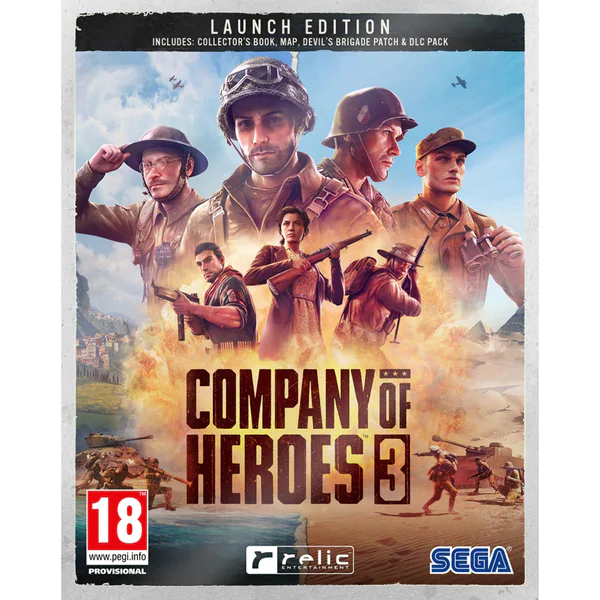 LAUNCH EDITION
INCLUDES: COLLECTOR'S BOOK, MAP, DEVIL'S BRIGADE PATCH & DLC PACK
COMPANY OF
HEROES 3
TM
18
www.pegi.info
PROVISIONAL
relic
ENTERTAINMENT
SEGA